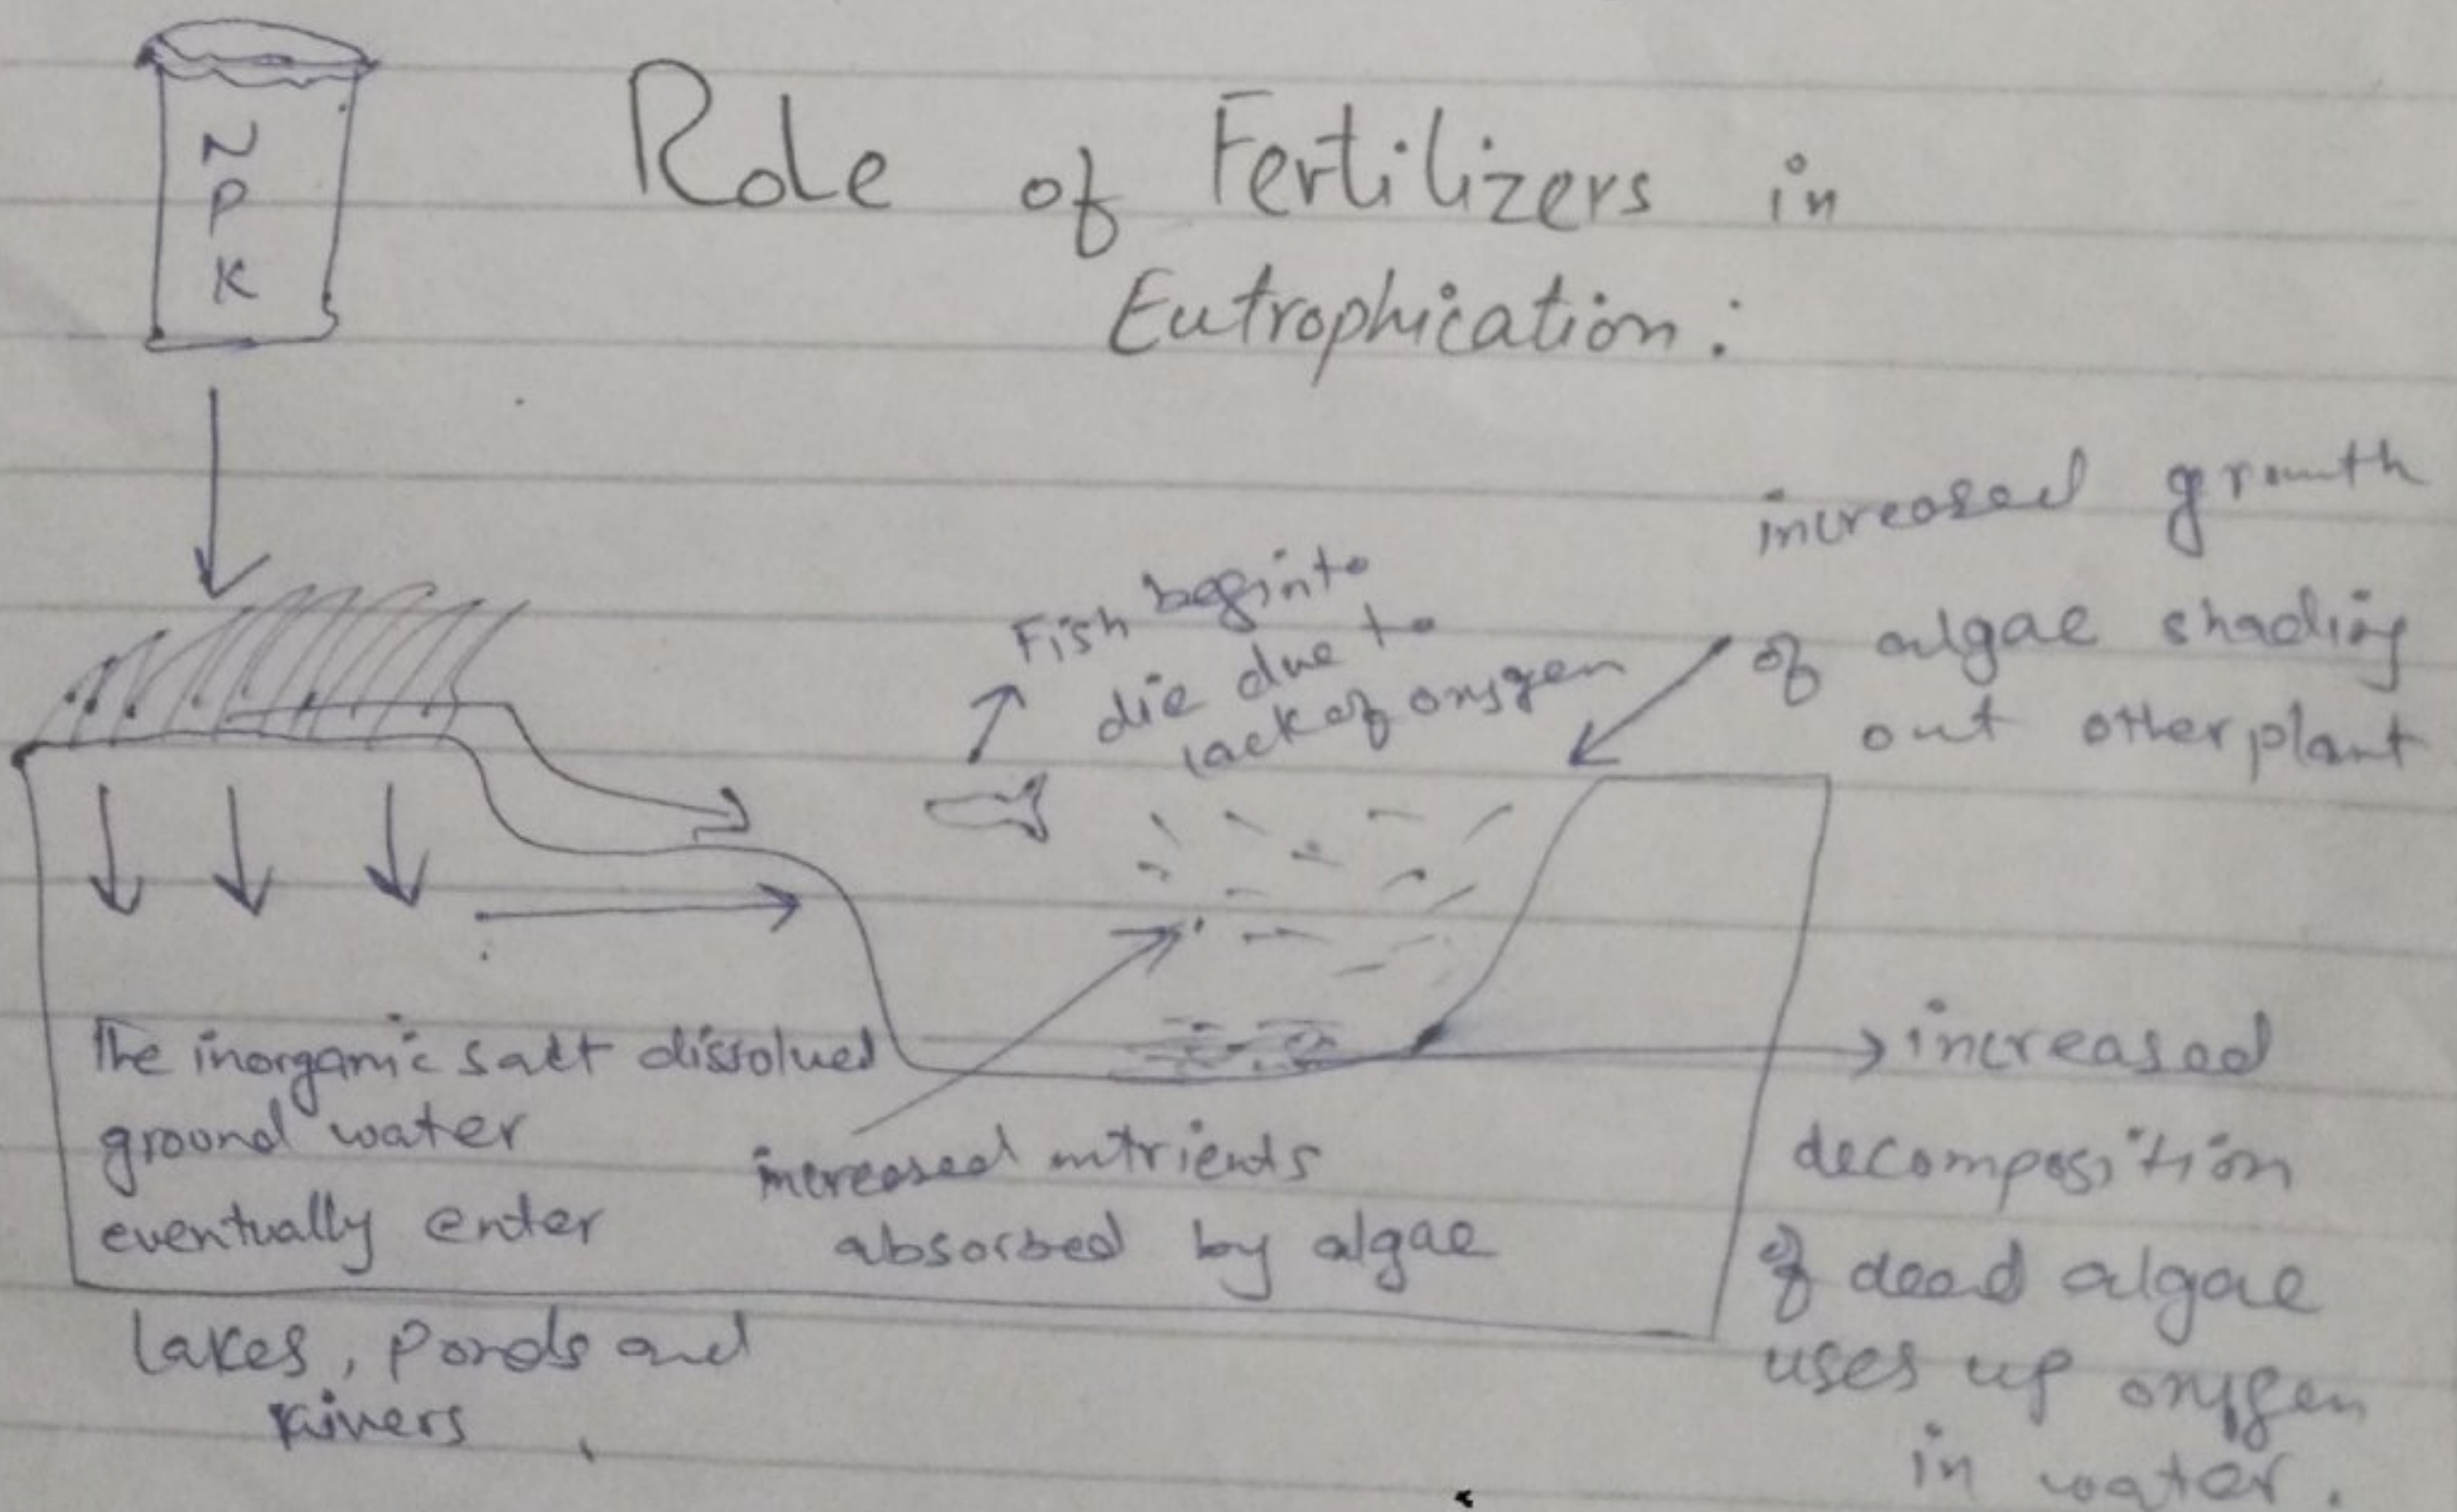 N
P
K
Role of Fertilizers in
Eutrophication:
Fish begin to
die due to
lack of oxygen
increased growth
of algae shading
out other plant
The inorganic salt dissolved
ground water
eventually enter
lakes, ponds and
rivers.
increased nutrients
absorbed by algae
increased
decomposition
of dead algae
uses up oxygen
in water.